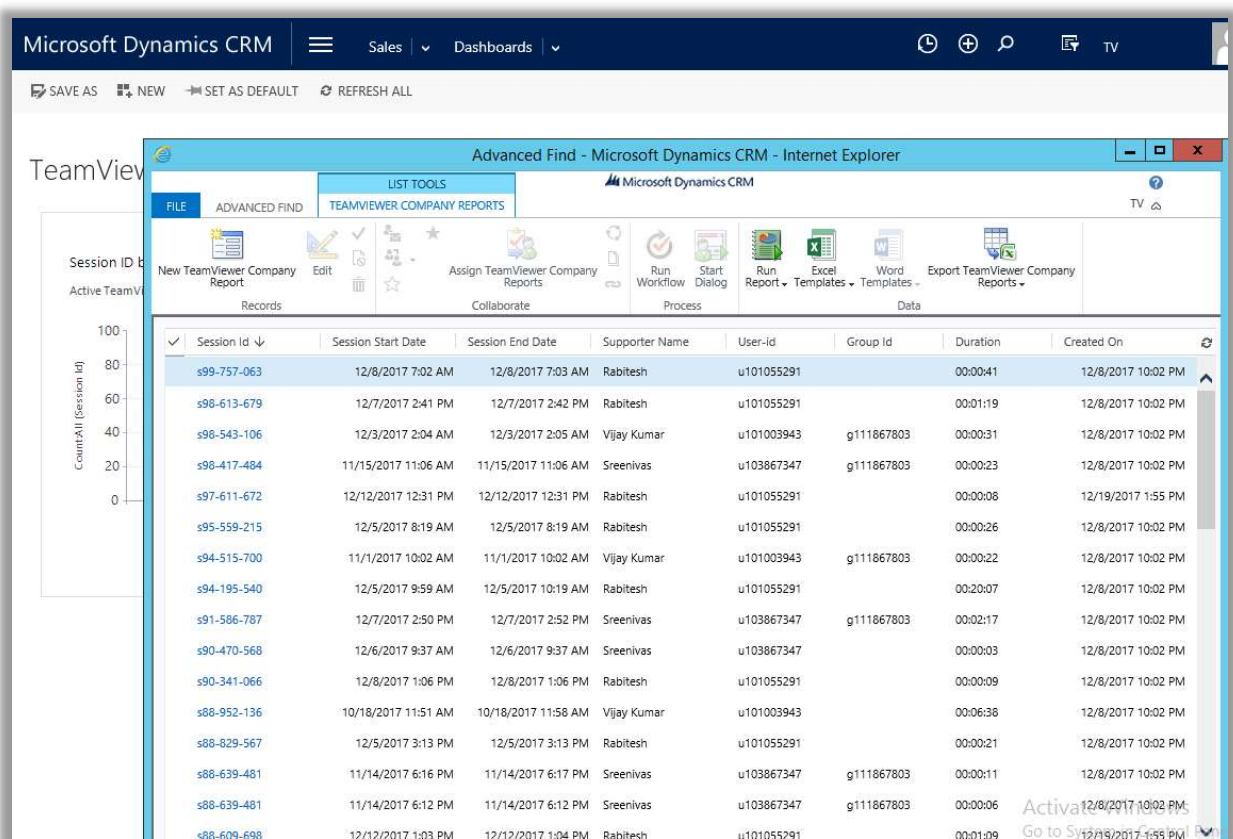 Microsoft Dynamics CRM Sales Dashboards TV
SAVE AS NEW SET AS DEFAULT REFRESH ALL
TeamView
Advanced Find - Microsoft Dynamics CRM - Internet Explorer
LIST TOOLS Microsoft Dynamics CRM
FILE ADVANCED FIND TEAMVIEWER COMPANY REPORTS TV
New TeamViewer Company Report Edit Assign TeamViewer Company Reports Run Workflow Start Dialog Run Report Excel Templates Word Templates Export TeamViewer Company Reports
Records Collaborate Process Data
Session ID b
Active TeamVi
Count:All (Session Id)
100
80
60
40
20
0
Session Id Session Start Date Session End Date Supporter Name User-id Group Id Duration Created On
s99-757-063 12/8/2017 7:02 AM 12/8/2017 7:03 AM Rabitesh u101055291 00:00:41 12/8/2017 10:02 PM
s98-613-679 12/7/2017 2:41 PM 12/7/2017 2:42 PM Rabitesh u101055291 00:01:19 12/8/2017 10:02 PM
s98-543-106 12/3/2017 2:04 AM 12/3/2017 2:05 AM Vijay Kumar u101003943 g111867803 00:00:31 12/8/2017 10:02 PM
s98-417-484 11/15/2017 11:06 AM 11/15/2017 11:06 AM Sreenivas u103867347 g111867803 00:00:23 12/8/2017 10:02 PM
s97-611-672 12/12/2017 12:31 PM 12/12/2017 12:31 PM Rabitesh u101055291 00:00:08 12/19/2017 1:55 PM
s95-559-215 12/5/2017 8:19 AM 12/5/2017 8:19 AM Rabitesh u101055291 00:00:26 12/8/2017 10:02 PM
s94-515-700 11/1/2017 10:02 AM 11/1/2017 10:02 AM Vijay Kumar u101003943 g111867803 00:00:22 12/8/2017 10:02 PM
s94-195-540 12/5/2017 9:59 AM 12/5/2017 10:19 AM Rabitesh u101055291 00:20:07 12/8/2017 10:02 PM
s91-586-787 12/7/2017 2:50 PM 12/7/2017 2:52 PM Sreenivas u103867347 g111867803 00:02:17 12/8/2017 10:02 PM
s90-470-568 12/6/2017 9:37 AM 12/6/2017 9:37 AM Sreenivas u103867347 00:00:03 12/8/2017 10:02 PM
s90-341-066 12/8/2017 1:06 PM 12/8/2017 1:06 PM Rabitesh u101055291 00:00:09 12/8/2017 10:02 PM
s88-952-136 10/18/2017 11:51 AM 10/18/2017 11:58 AM Vijay Kumar u101003943 00:06:38 12/8/2017 10:02 PM
s88-829-567 12/5/2017 3:13 PM 12/5/2017 3:13 PM Rabitesh u101055291 00:00:21 12/8/2017 10:02 PM
s88-639-481 11/14/2017 6:16 PM 11/14/2017 6:17 PM Sreenivas u103867347 g111867803 00:00:11 12/8/2017 10:02 PM
s88-639-481 11/14/2017 6:12 PM 11/14/2017 6:12 PM Sreenivas u103867347 g111867803 00:00:06 12/8/2017 10:02 PM
Activate Windows
s88-609-698 12/12/2017 1:03 PM 12/12/2017 1:04 PM Rabitesh u101055291 00:01:09 12/19/2017 1:55 PM
Go to System in Control